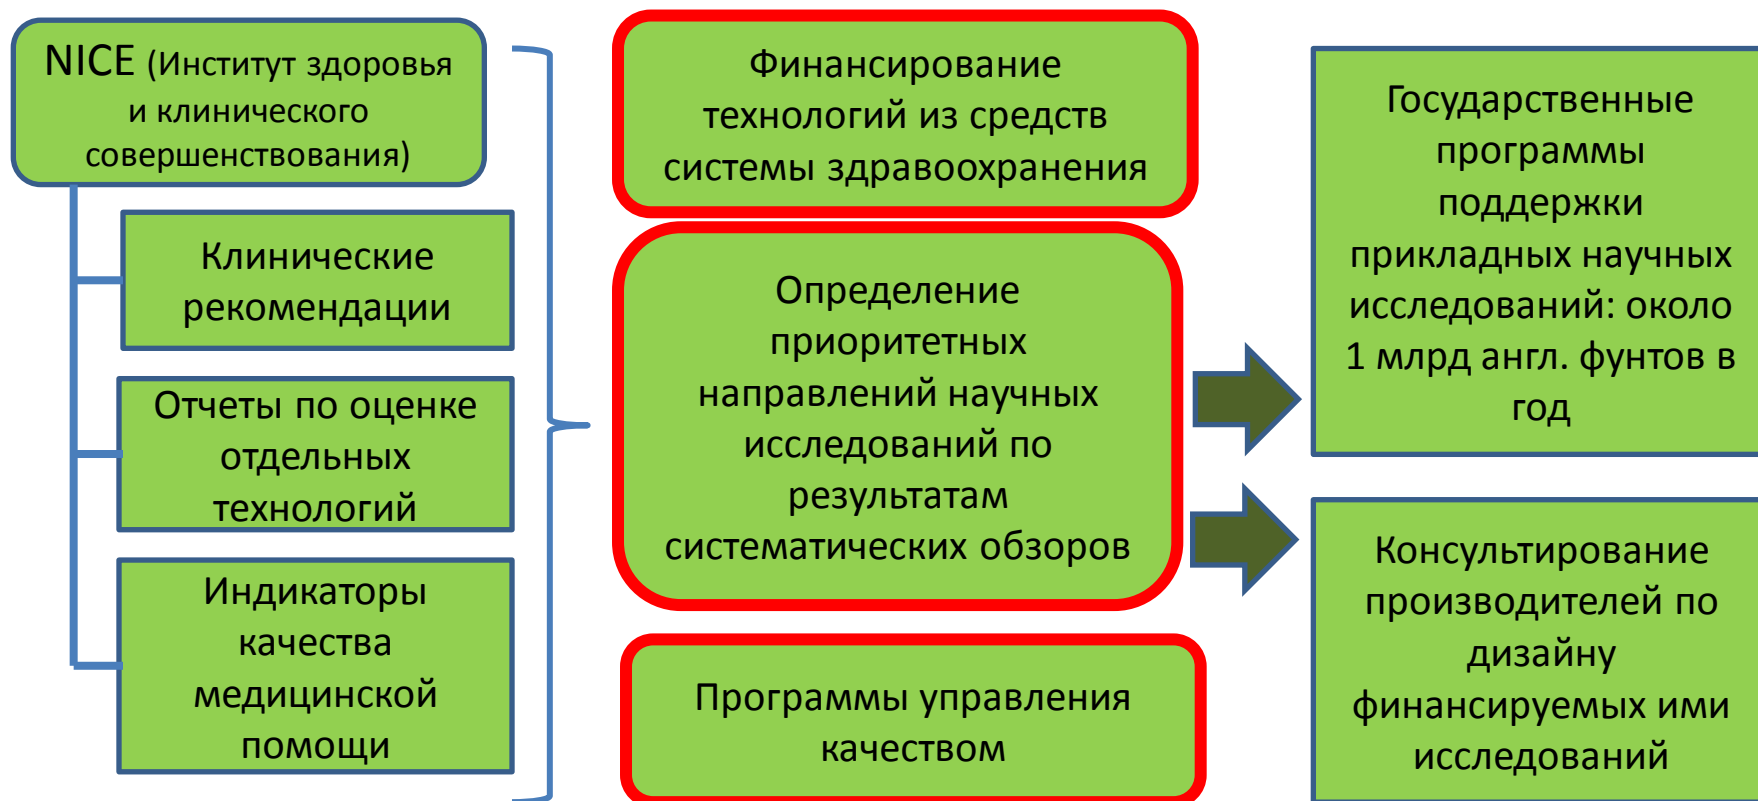 NICE (Институт здоровья
и клинического
совершенствования)
Клинические
рекомендации
Отчеты по оценке
отдельных
технологий
Индикаторы
качества
медицинской
помощи
Финансирование
технологий из средств
системы здравоохранения
Определение
приоритетных
направлений научных
исследований по
результатам
систематических обзоров
Программы управления
качеством
Государственные
программы
поддержки
прикладных научных
исследований: около
1 млрд англ. фунтов в
год
Консультирование
производителей по
дизайну
финансируемых ими
исследований